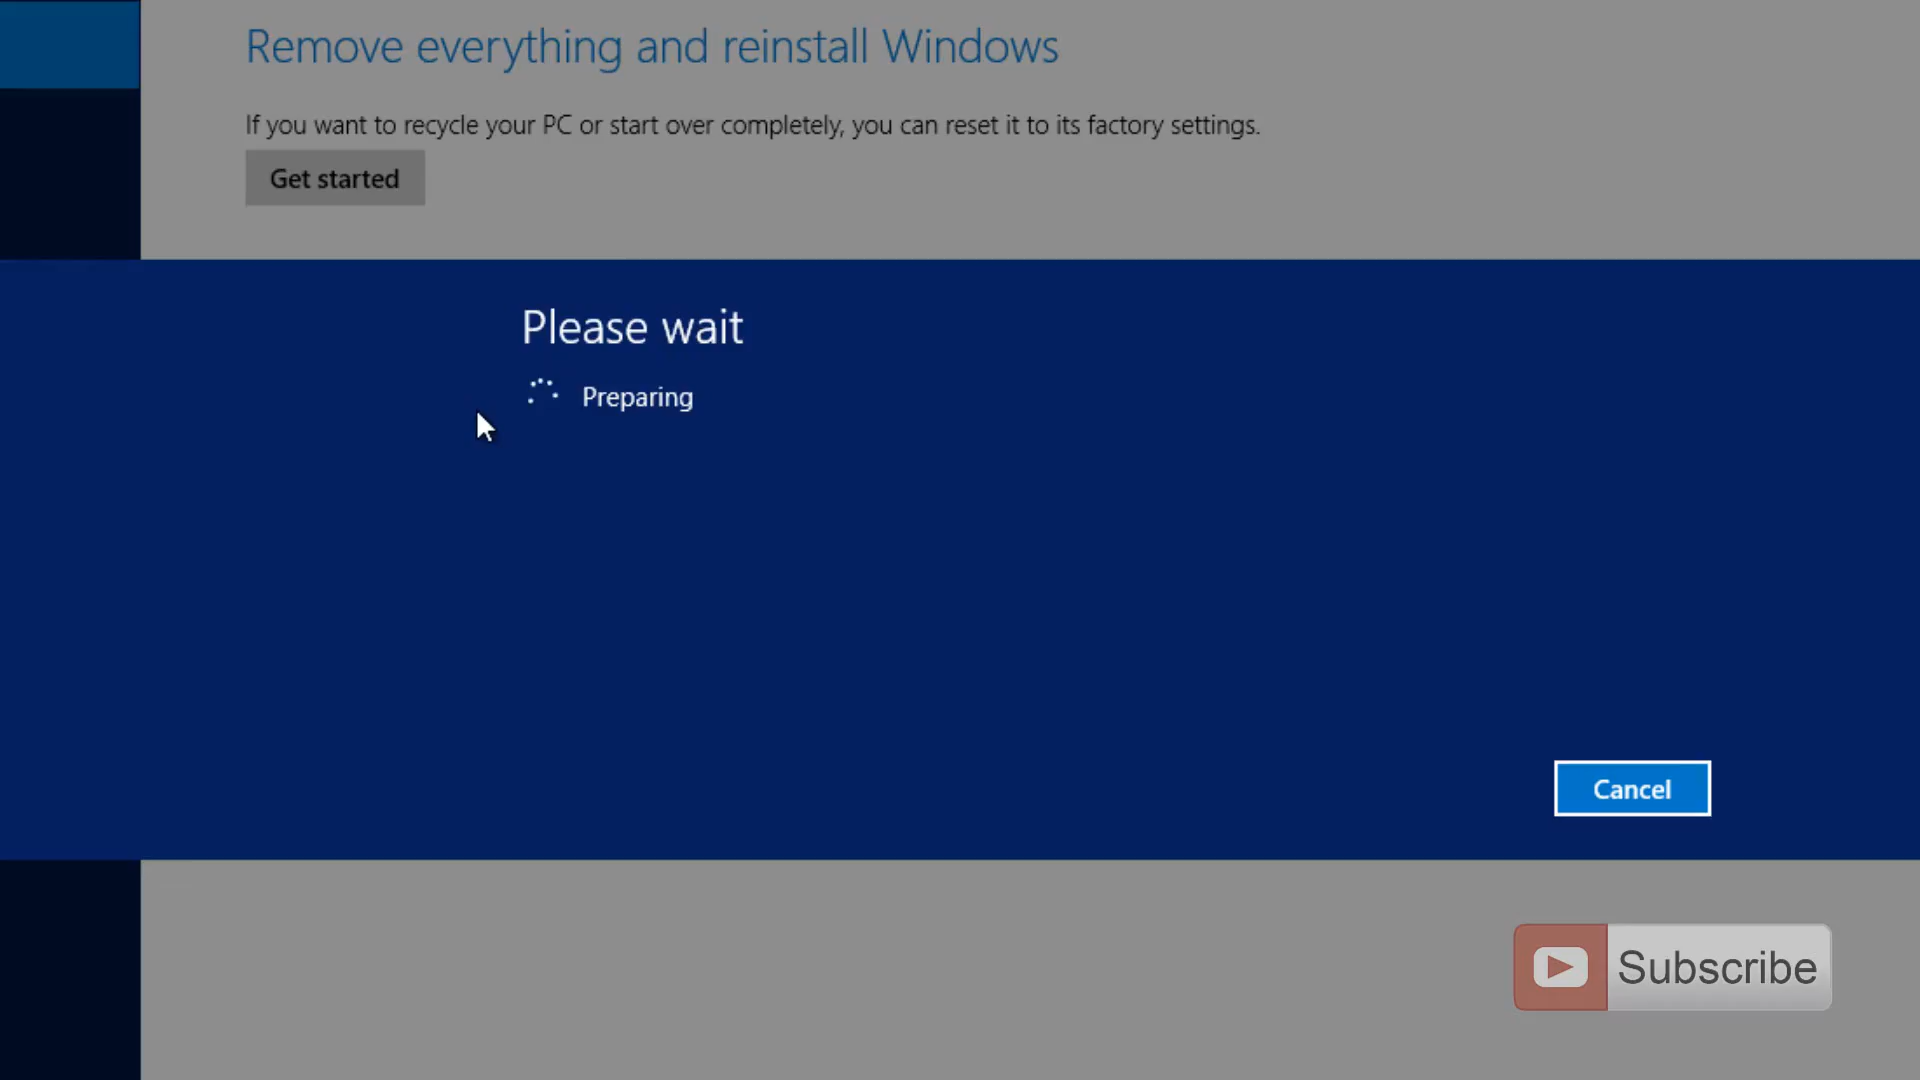 Remove everything and reinstall Windows
If you want to recycle your PC or start over completely, you can reset it to its factory settings.
Get started
Please wait
Preparing
Cancel
Subscribe